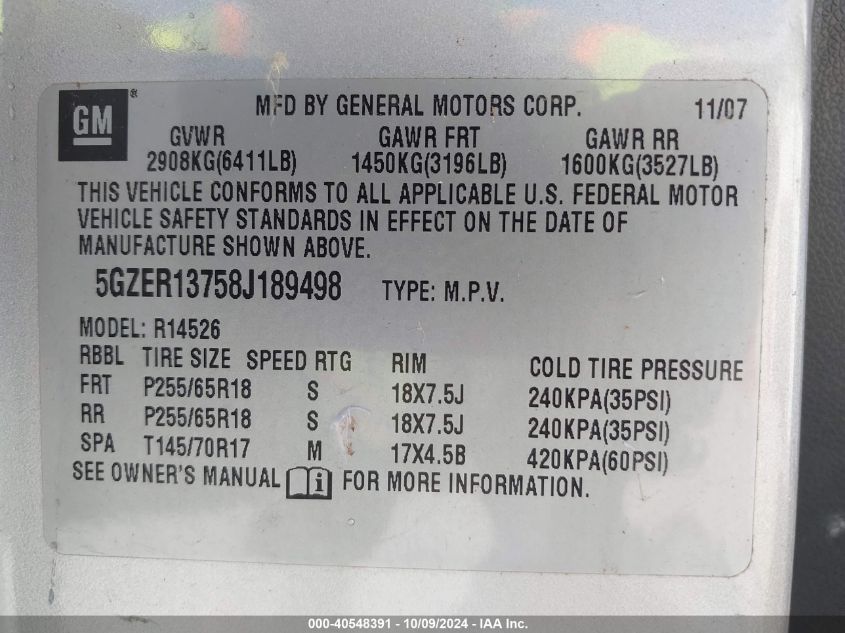 GM ® MFD BY GENERAL MOTORS CORP. 11/07
GVWR GAWR FRT GAWR RR
2908KG(6411LB) 1450KG(3196LB) 1600KG(3527LB)
THIS VEHICLE CONFORMS TO ALL APPLICABLE U.S. FEDERAL MOTOR
VEHICLE SAFETY STANDARDS IN EFFECT ON THE DATE OF
MANUFACTURE SHOWN ABOVE.
5GZER13758J189498 TYPE: M.P.V.
MODEL: R14526
RBBL TIRE SIZE SPEED RTG RIM COLD TIRE PRESSURE
FRT P255/65R18 S 18X7.5J 240KPA(35PSI)
RR P255/65R18 S 18X7.5J 240KPA(35PSI)
SPA T145/70R17 M 17X4.5B 420KPA(60PSI)
SEE OWNER'S MANUAL i FOR MORE INFORMATION.
000-40548391 - 10/09/2024 - IAA Inc.